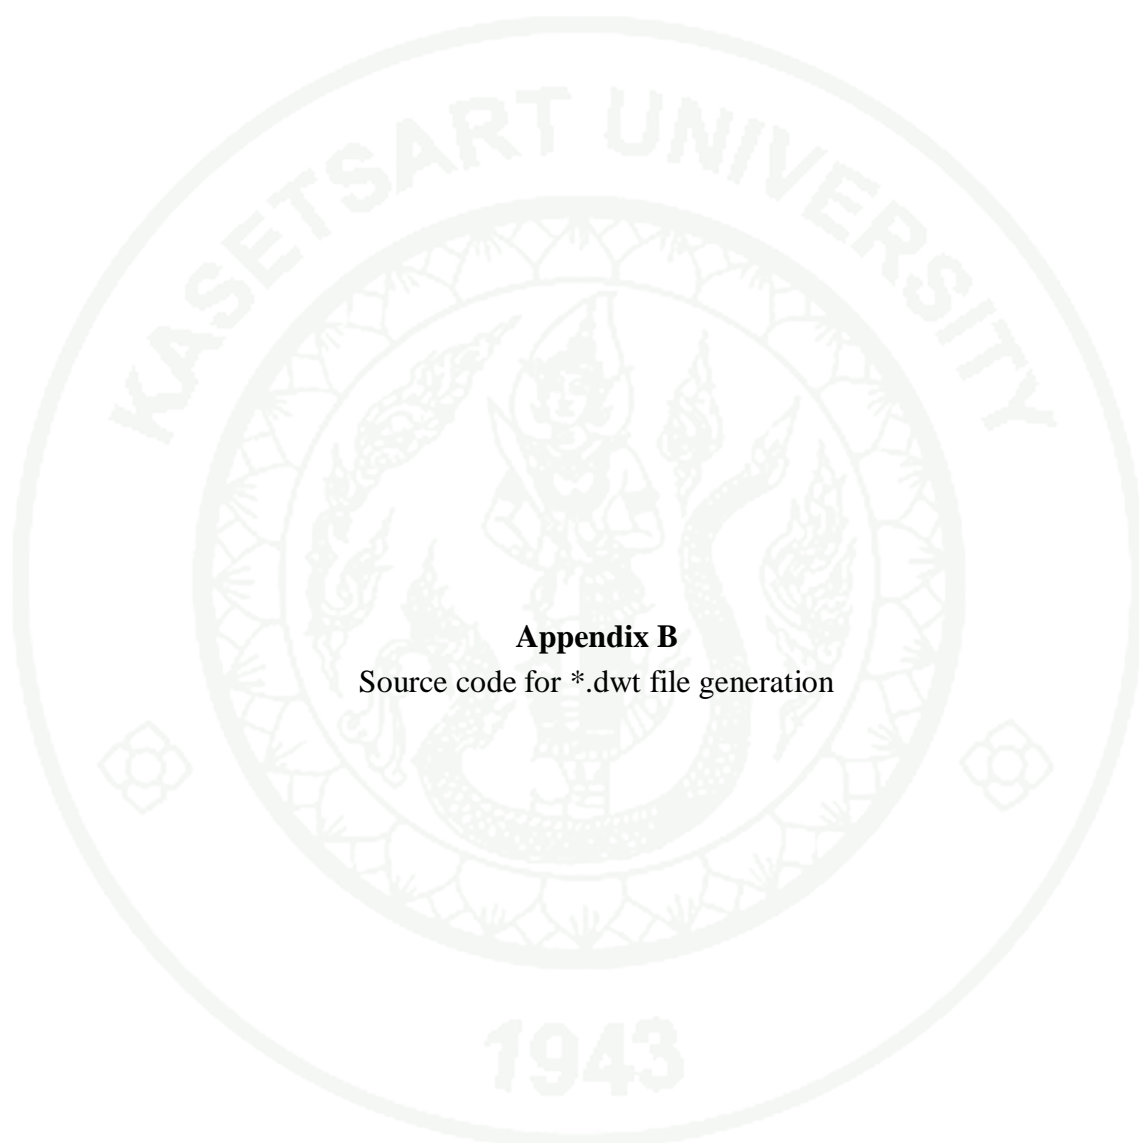 KASETSART UNIVERSITY
Appendix B
Source code for *.dwt file generation
1943